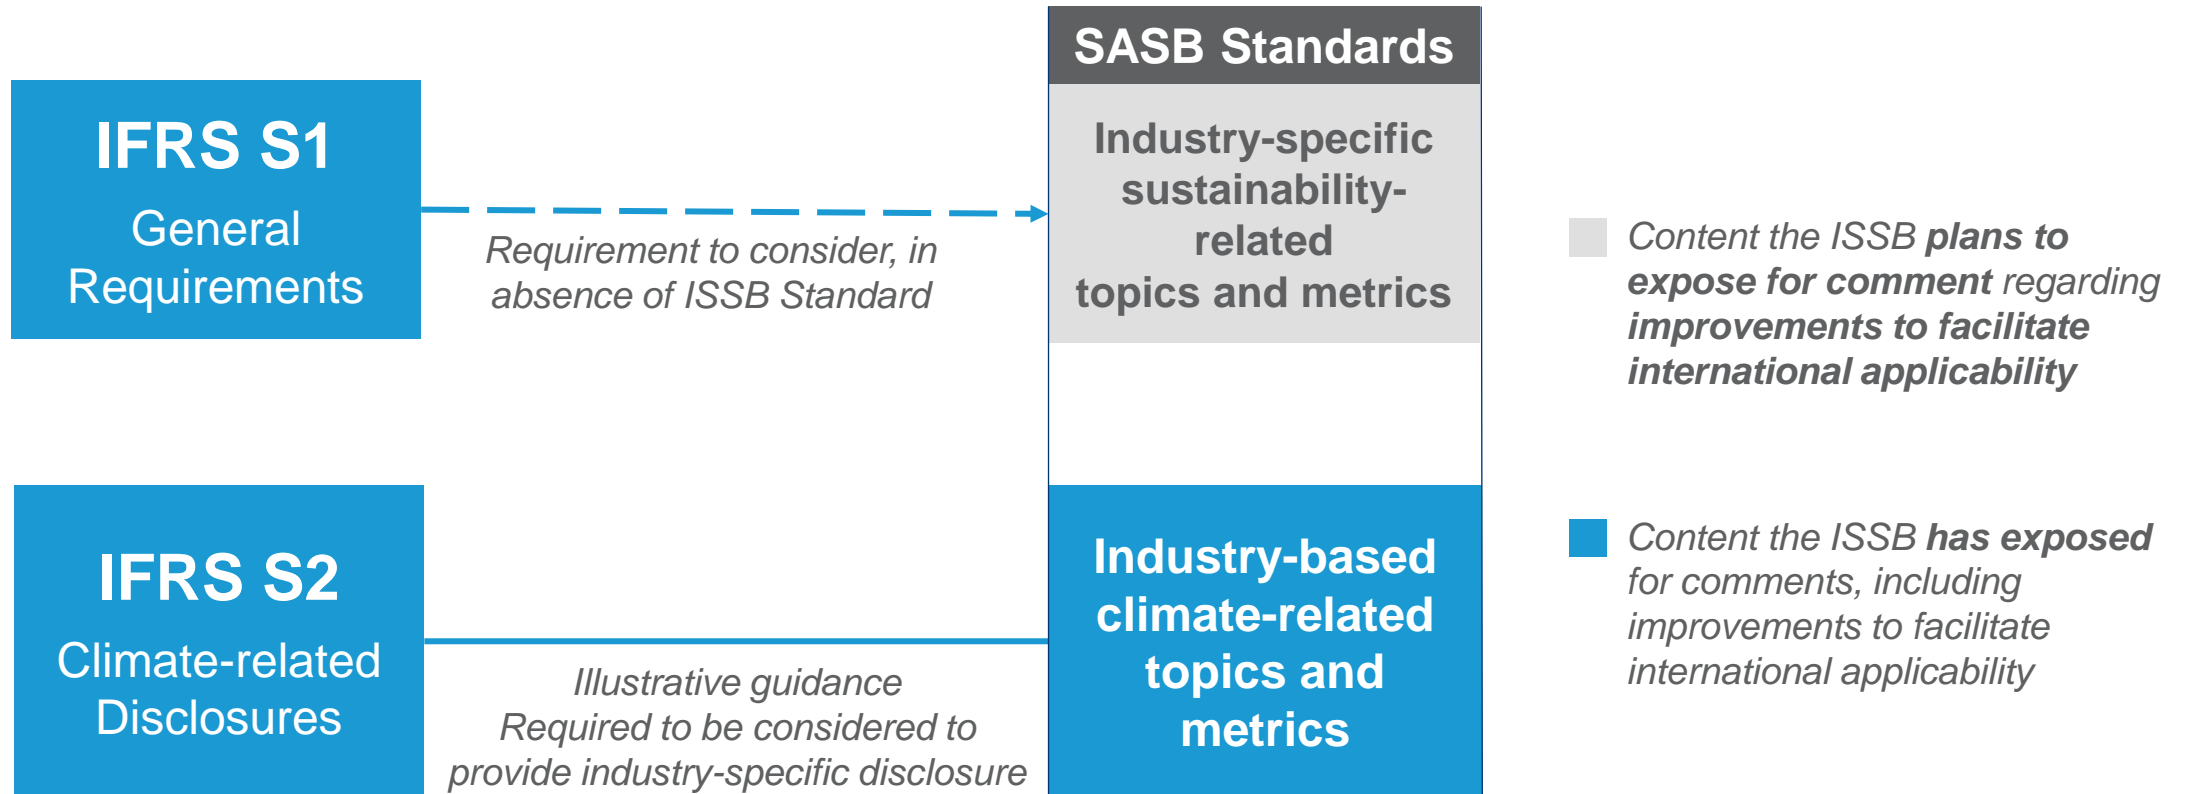 IFRS S1
General
Requirements
Requirement to consider, in
absence of ISSB Standard
SASB Standards
Industry-specific
sustainability-
related
topics and metrics
Content the ISSB plans to
expose for comment regarding
improvements to facilitate
international applicability
IFRS S2
Climate-related
Disclosures
Illustrative guidance
Required to be considered to
provide industry-specific disclosure
Industry-based
climate-related
topics and
metrics
Content the ISSB has exposed
for comments, including
improvements to facilitate
international applicability